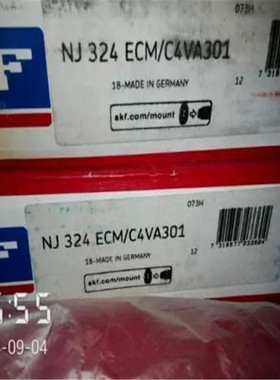 073H
F
NJ 324 ECM/C4VA301
18-MADE IN GERMANY
12
skf.com/mount
073H
F
NJ 324 ECM/C4VA301
18-MADE IN GERMANY
12
skf.com/mount
:55
-09-04